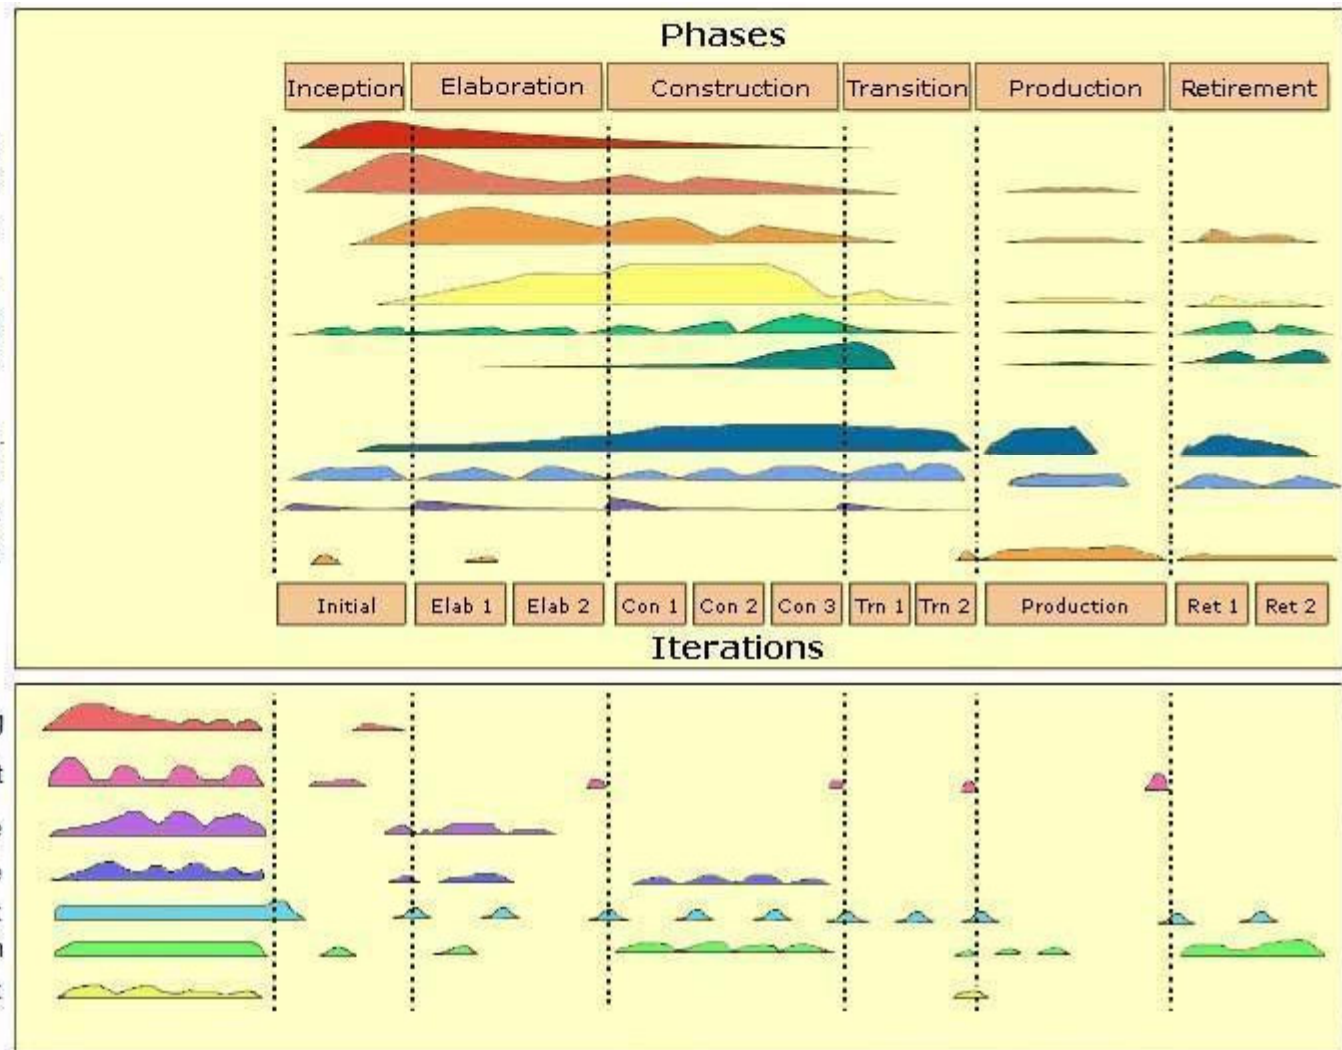 Phases
Inception Elaboration Construction Transition Production Retirement
Initial Elab 1 Elab 2 Con 1 Con 2 Con 3 Trn 1 Trn 2 Production Ret 1 Ret 2
Iterations